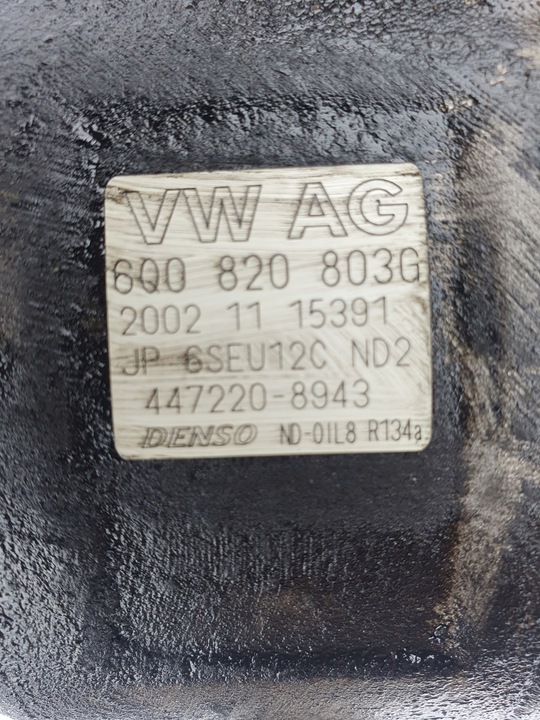 VW AG
6Q0 820 803G
2002 11 15391
JP 6SEU12C ND2
447220-8943
DENSO ND-OIL8 R134a